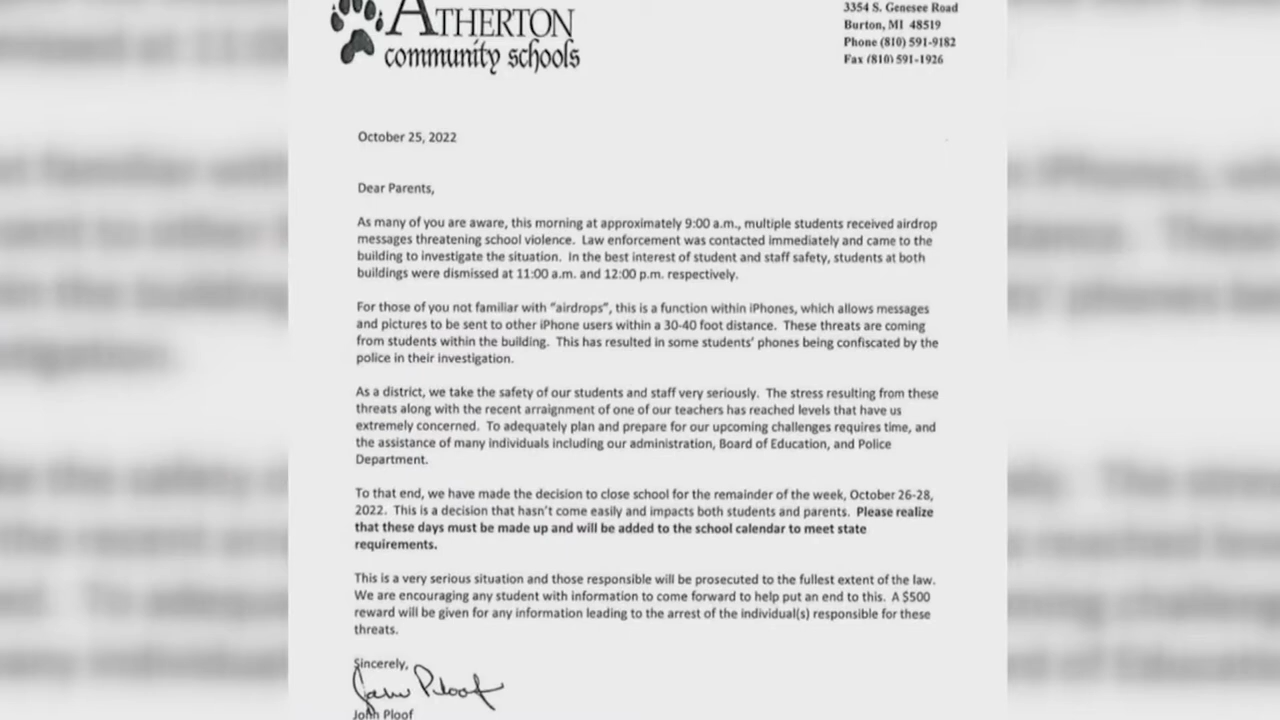 ATHERTON
community schools
3354 S. Genesee Road
Burton, MI 48519
Phone (810) 591-9182
Fax (810) 591-1926
October 25, 2022
Dear Parents,
As many of you are aware, this morning at approximately 9:00 a.m., multiple students received airdrop
messages threatening school violence. Law enforcement was contacted immediately and came to the
building to investigate the situation. In the best interest of student and staff safety, students at both
buildings were dismissed at 11:00 a.m. and 12:00 p.m. respectively.
For those of you not familiar with "airdrops", this is a function within iPhones, which allows messages
and pictures to be sent to other iPhone users within a 30-40 foot distance. These threats are coming
from students within the building. This has resulted in some students' phones being confiscated by the
police in their investigation.
As a district, we take the safety of our students and staff very seriously. The stress resulting from these
threats along with the recent arraignment of one of our teachers has reached levels that have us
extremely concerned. To adequately plan and prepare for our upcoming challenges requires time, and
the assistance of many individuals including our administration, Board of Education, and Police
Department.
To that end, we have made the decision to close school for the remainder of the week, October 26-28,
2022. This is a decision that hasn't come easily and impacts both students and parents. Please realize
that these days must be made up and will be added to the school calendar to meet state
requirements.
This is a very serious situation and those responsible will be prosecuted to the fullest extent of the law.
We are encouraging any student with information to come forward to help put an end to this. A $500
reward will be given for any information leading to the arrest of the individual(s) responsible for these
threats.
Sincerely,
John Ploof
John Ploof